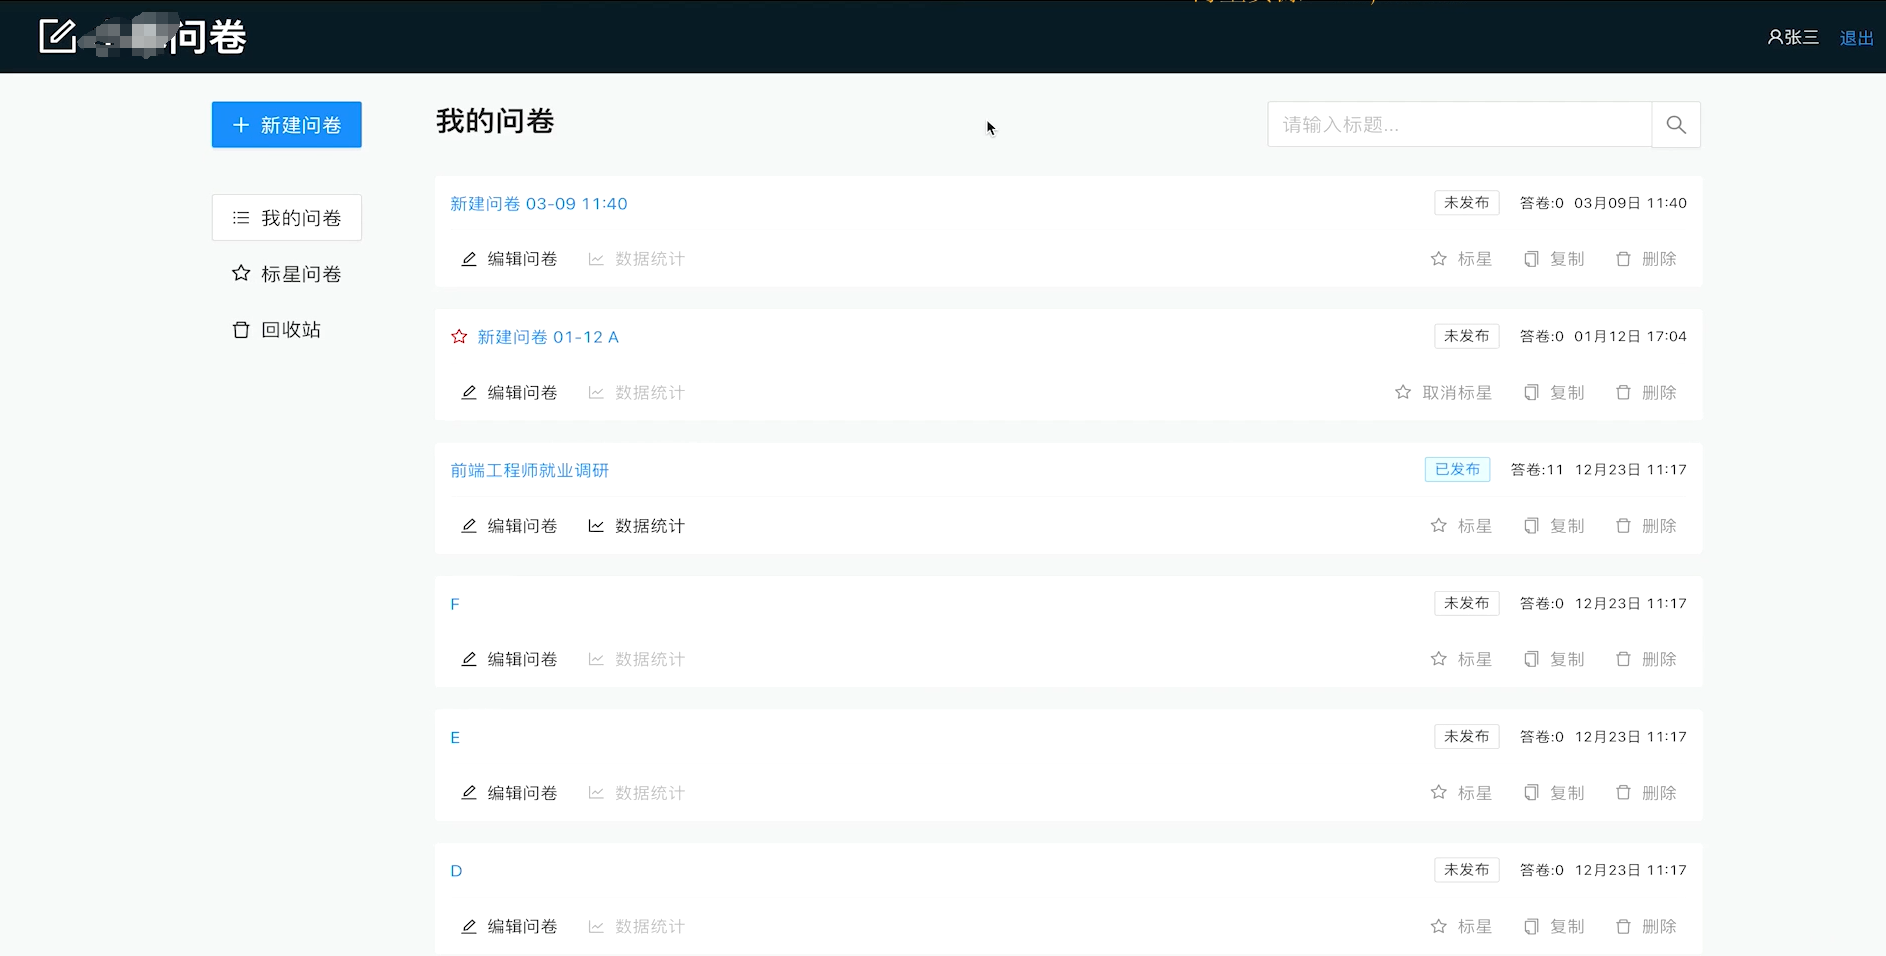 问卷
张三 退出
新建问卷
我的问卷
标星问卷
回收站
我的问卷
请输入标题...
新建问卷 03-09 11:40 未发布 答卷:0 03月09日 11:40
编辑问卷 数据统计 标星 复制 删除
新建问卷 01-12 A 未发布 答卷:0 01月12日 17:04
编辑问卷 数据统计 取消标星 复制 删除
前端工程师就业调研 已发布 答卷:11 12月23日 11:17
编辑问卷 数据统计 标星 复制 删除
F 未发布 答卷:0 12月23日 11:17
编辑问卷 数据统计 标星 复制 删除
E 未发布 答卷:0 12月23日 11:17
编辑问卷 数据统计 标星 复制 删除
D 未发布 答卷:0 12月23日 11:17
编辑问卷 数据统计 标星 复制 删除